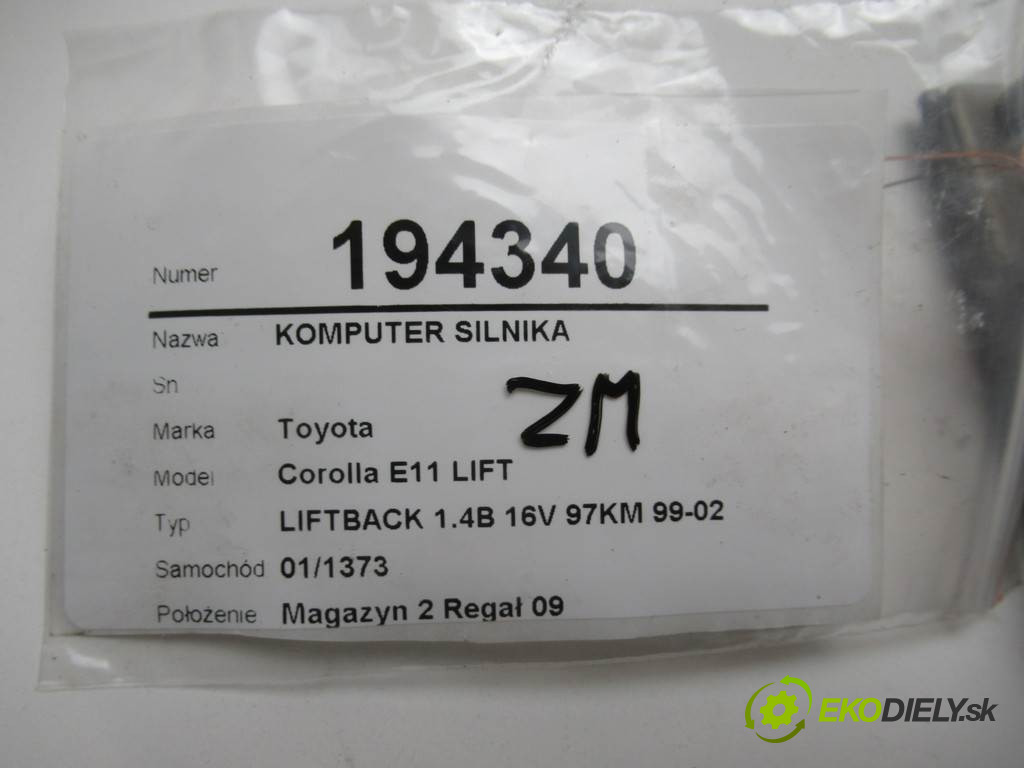 Numer 194340
Nazwa KOMPUTER SILNIKA
Sn
ZM
Marka Toyota
Model Corolla E11 LIFT
Typ LIFTBACK 1.4B 16V 97KM 99-02
Samochód 01/1373
Położenie Magazyn 2 Regał 09
EKODIELY.sk